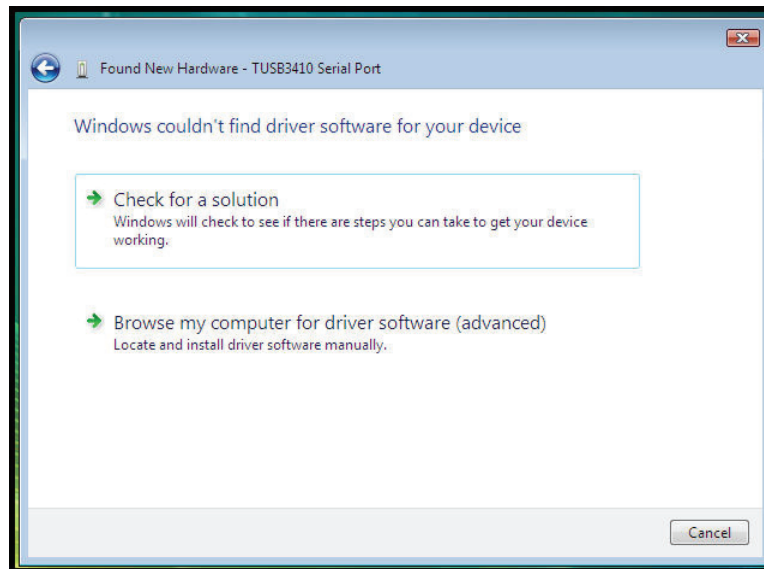 Found New Hardware - TUSB3410 Serial Port
Windows couldn't find driver software for your device
Check for a solution
Windows will check to see if there are steps you can take to get your device
working.
Browse my computer for driver software (advanced)
Locate and install driver software manually.
Cancel